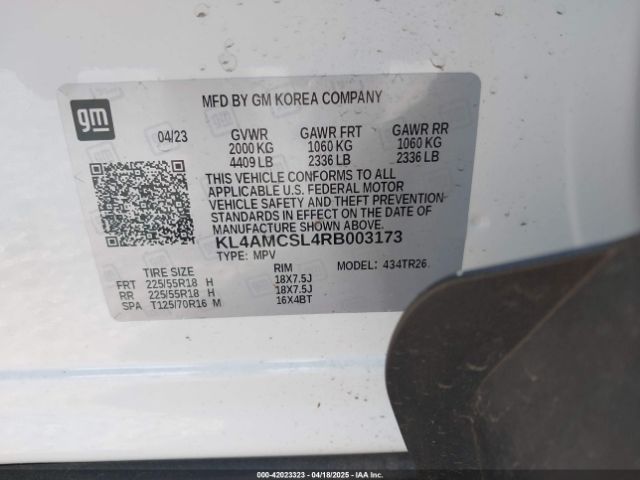 gm
MFD BY GM KOREA COMPANY
04/23 GVWR GAWR FRT GAWR RR
2000 KG 1060 KG 1060 KG
4409 LB 2336 LB 2336 LB
THIS VEHICLE CONFORMS TO ALL
APPLICABLE U.S. FEDERAL MOTOR
VEHICLE SAFETY AND THEFT PREVENTION
STANDARDS IN EFFECT ON THE DATE OF
MANUFACTURE SHOWN ABOVE.
KL4AMCSL4RB003173
TYPE: MPV MODEL: 434TR26
TIRE SIZE RIM
FRT 225/55R18 H 18X7.5J
RR 225/55R18 H 18X7.5J
SPA T125/70R16 M 16X4BT
000-42023323 - 04/18/2025 - IAA Inc.